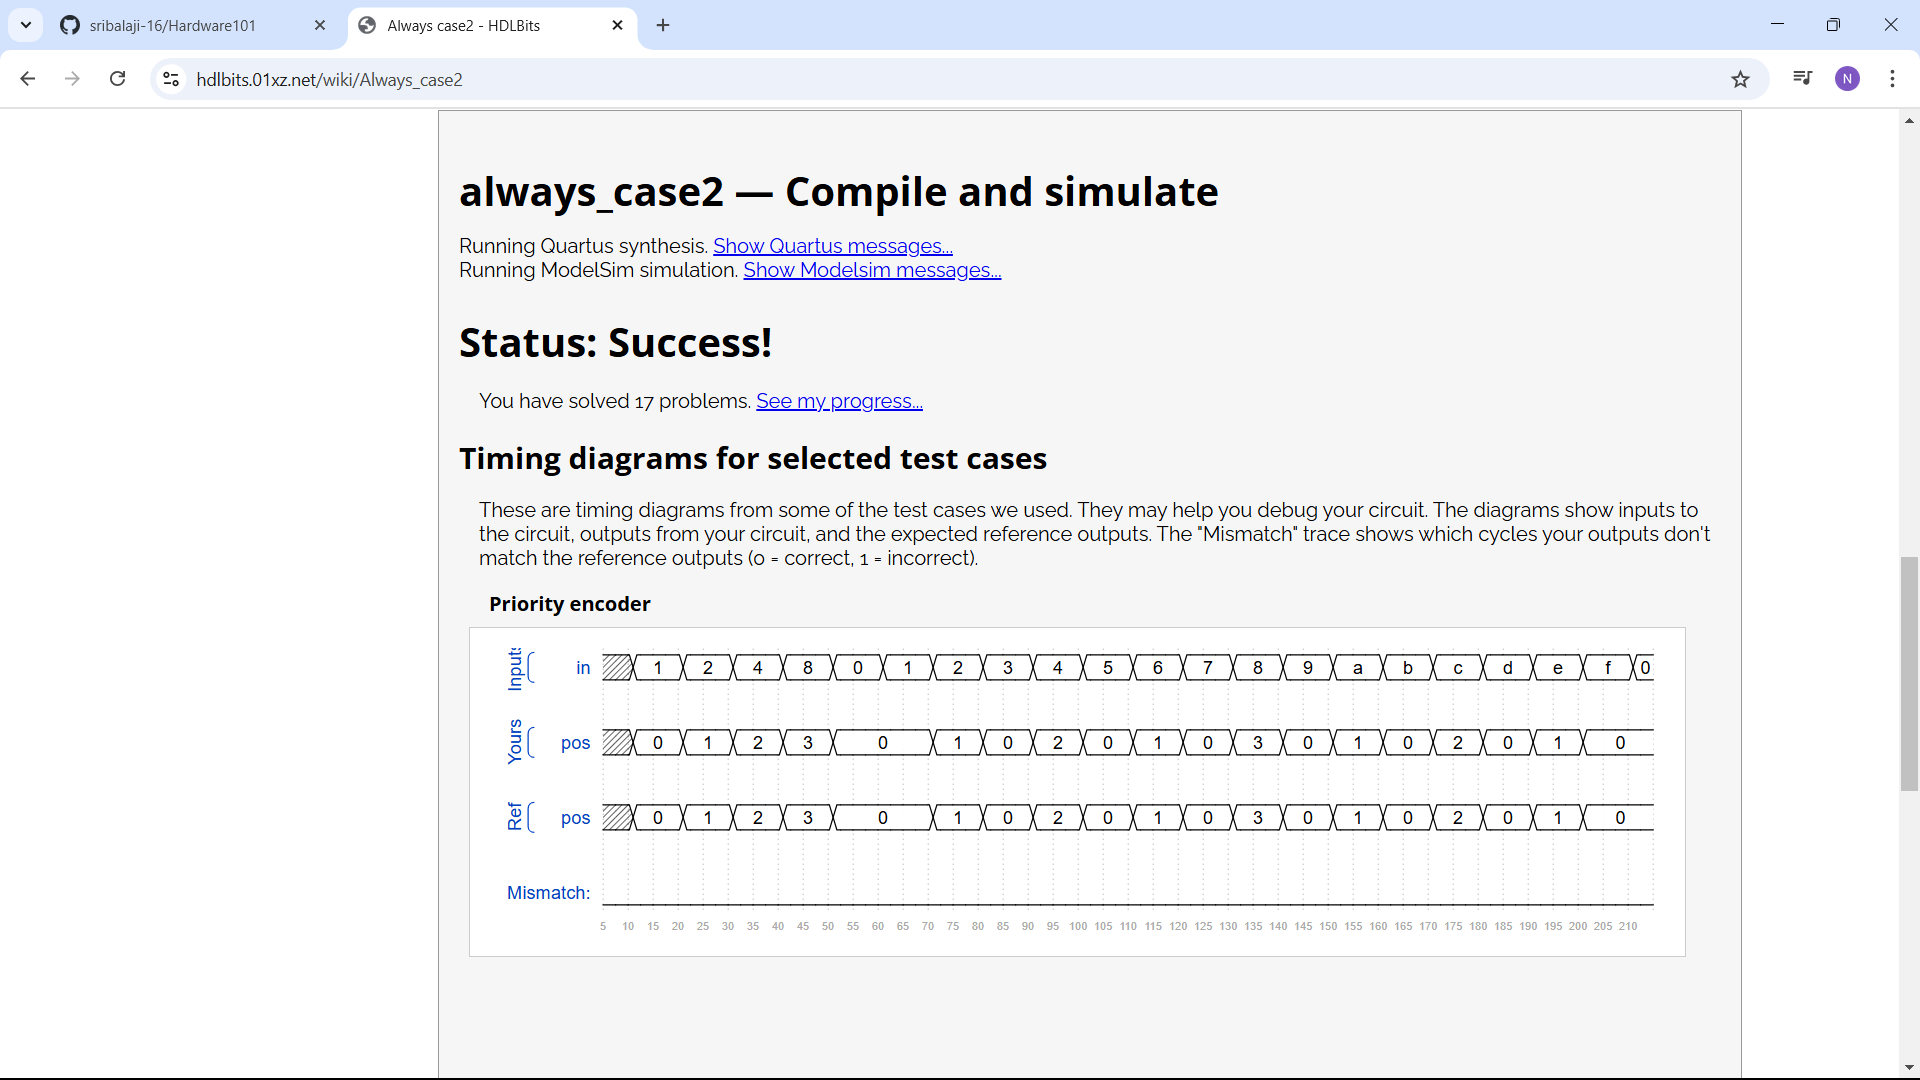 sribalaji-16/Hardware101
Always case2 - HDLBits
hdlbits.01xz.net/wiki/Always_case2
N
always_case2 — Compile and simulate
Running Quartus synthesis. Show Quartus messages...
Running ModelSim simulation. Show Modelsim messages...
Status: Success!
You have solved 17 problems. See my progress...
Timing diagrams for selected test cases
These are timing diagrams from some of the test cases we used. They may help you debug your circuit. The diagrams show inputs to
the circuit, outputs from your circuit, and the expected reference outputs. The "Mismatch" trace shows which cycles your outputs don't
match the reference outputs (0 = correct, 1 = incorrect).
Priority encoder
Inputs in 1 2 4 8 0 1 2 3 4 5 6 7 8 9 a b c d e f 0
Yours pos 0 1 2 3 0 1 0 2 0 1 0 3 0 1 0 2 0 1 0
Ref pos 0 1 2 3 0 1 0 2 0 1 0 3 0 1 0 2 0 1 0
Mismatch:
5 10 15 20 25 30 35 40 45 50 55 60 65 70 75 80 85 90 95 100 105 110 115 120 125 130 135 140 145 150 155 160 165 170 175 180 185 190 195 200 205 210